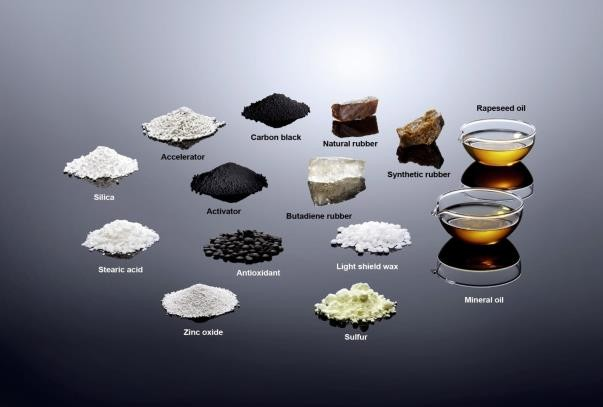 Rapeseed oil
Carbon black
Natural rubber
Accelerator
Synthetic rubber
Silica
Activator
Butadiene rubber
Stearic acid
Antioxidant
Light shield wax
Mineral oil
Zinc oxide
Sulfur